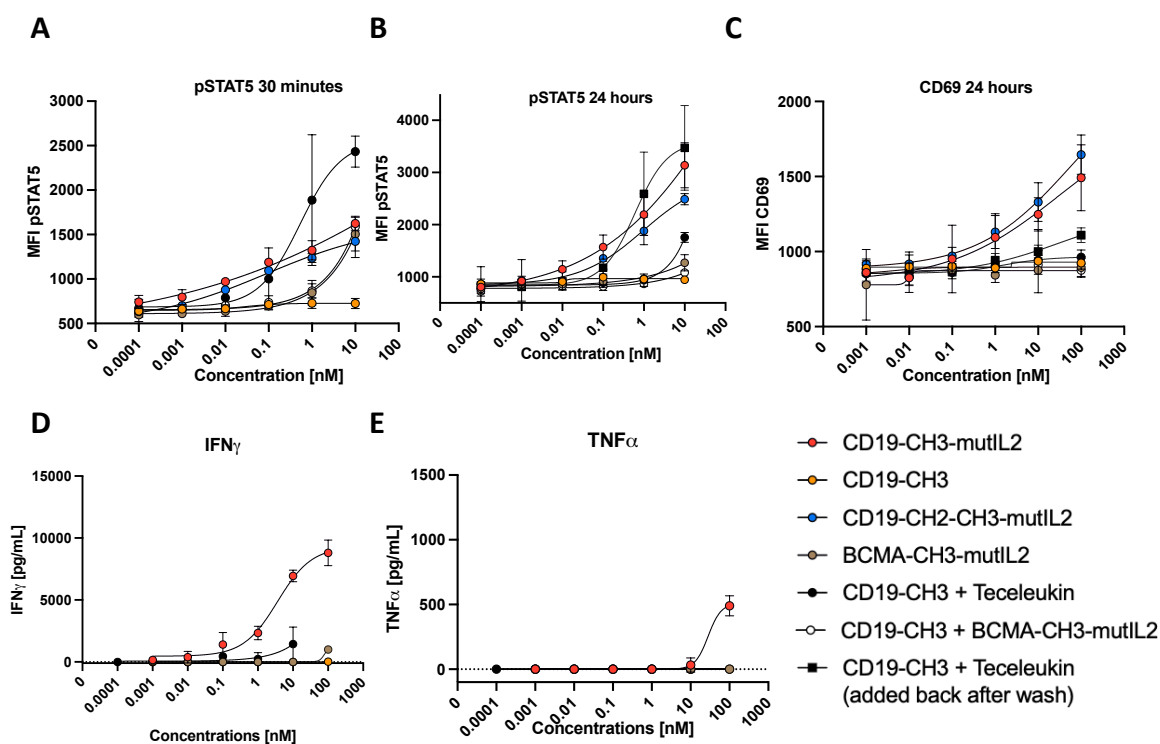 A
B
C
pSTAT5 30 minutes
MFI pSTAT5
3000
2500
2000
1500
1000
500
0
0.0001
0.001
0.01
0.1
1
10
100
Concentration [nM]
pSTAT5 24 hours
MFI pSTAT5
4000
3000
2000
1000
0
0
0.0001
0.001
0.01
0.1
1
10
100
Concentration [nM]
CD69 24 hours
MFI CD69
2000
1500
1000
500
0
0.001
0.01
0.1
1
10
100
1000
Concentration [nM]
D
E
IFNγ
IFNγ [pg/mL]
15000
10000
5000
0
0
0.0001
0.001
0.01
0.1
1
10
100
1000
Concentrations [nM]
TNFα
TNFα [pg/mL]
1500
1000
500
0
0
0.0001
0.001
0.01
0.1
1
10
100
1000
Concentrations [nM]
CD19-CH3-mutIL2
CD19-CH3
CD19-CH2-CH3-mutIL2
BCMA-CH3-mutIL2
CD19-CH3 + Teceleukin
CD19-CH3 + BCMA-CH3-mutIL2
CD19-CH3 + Teceleukin
(added back after wash)